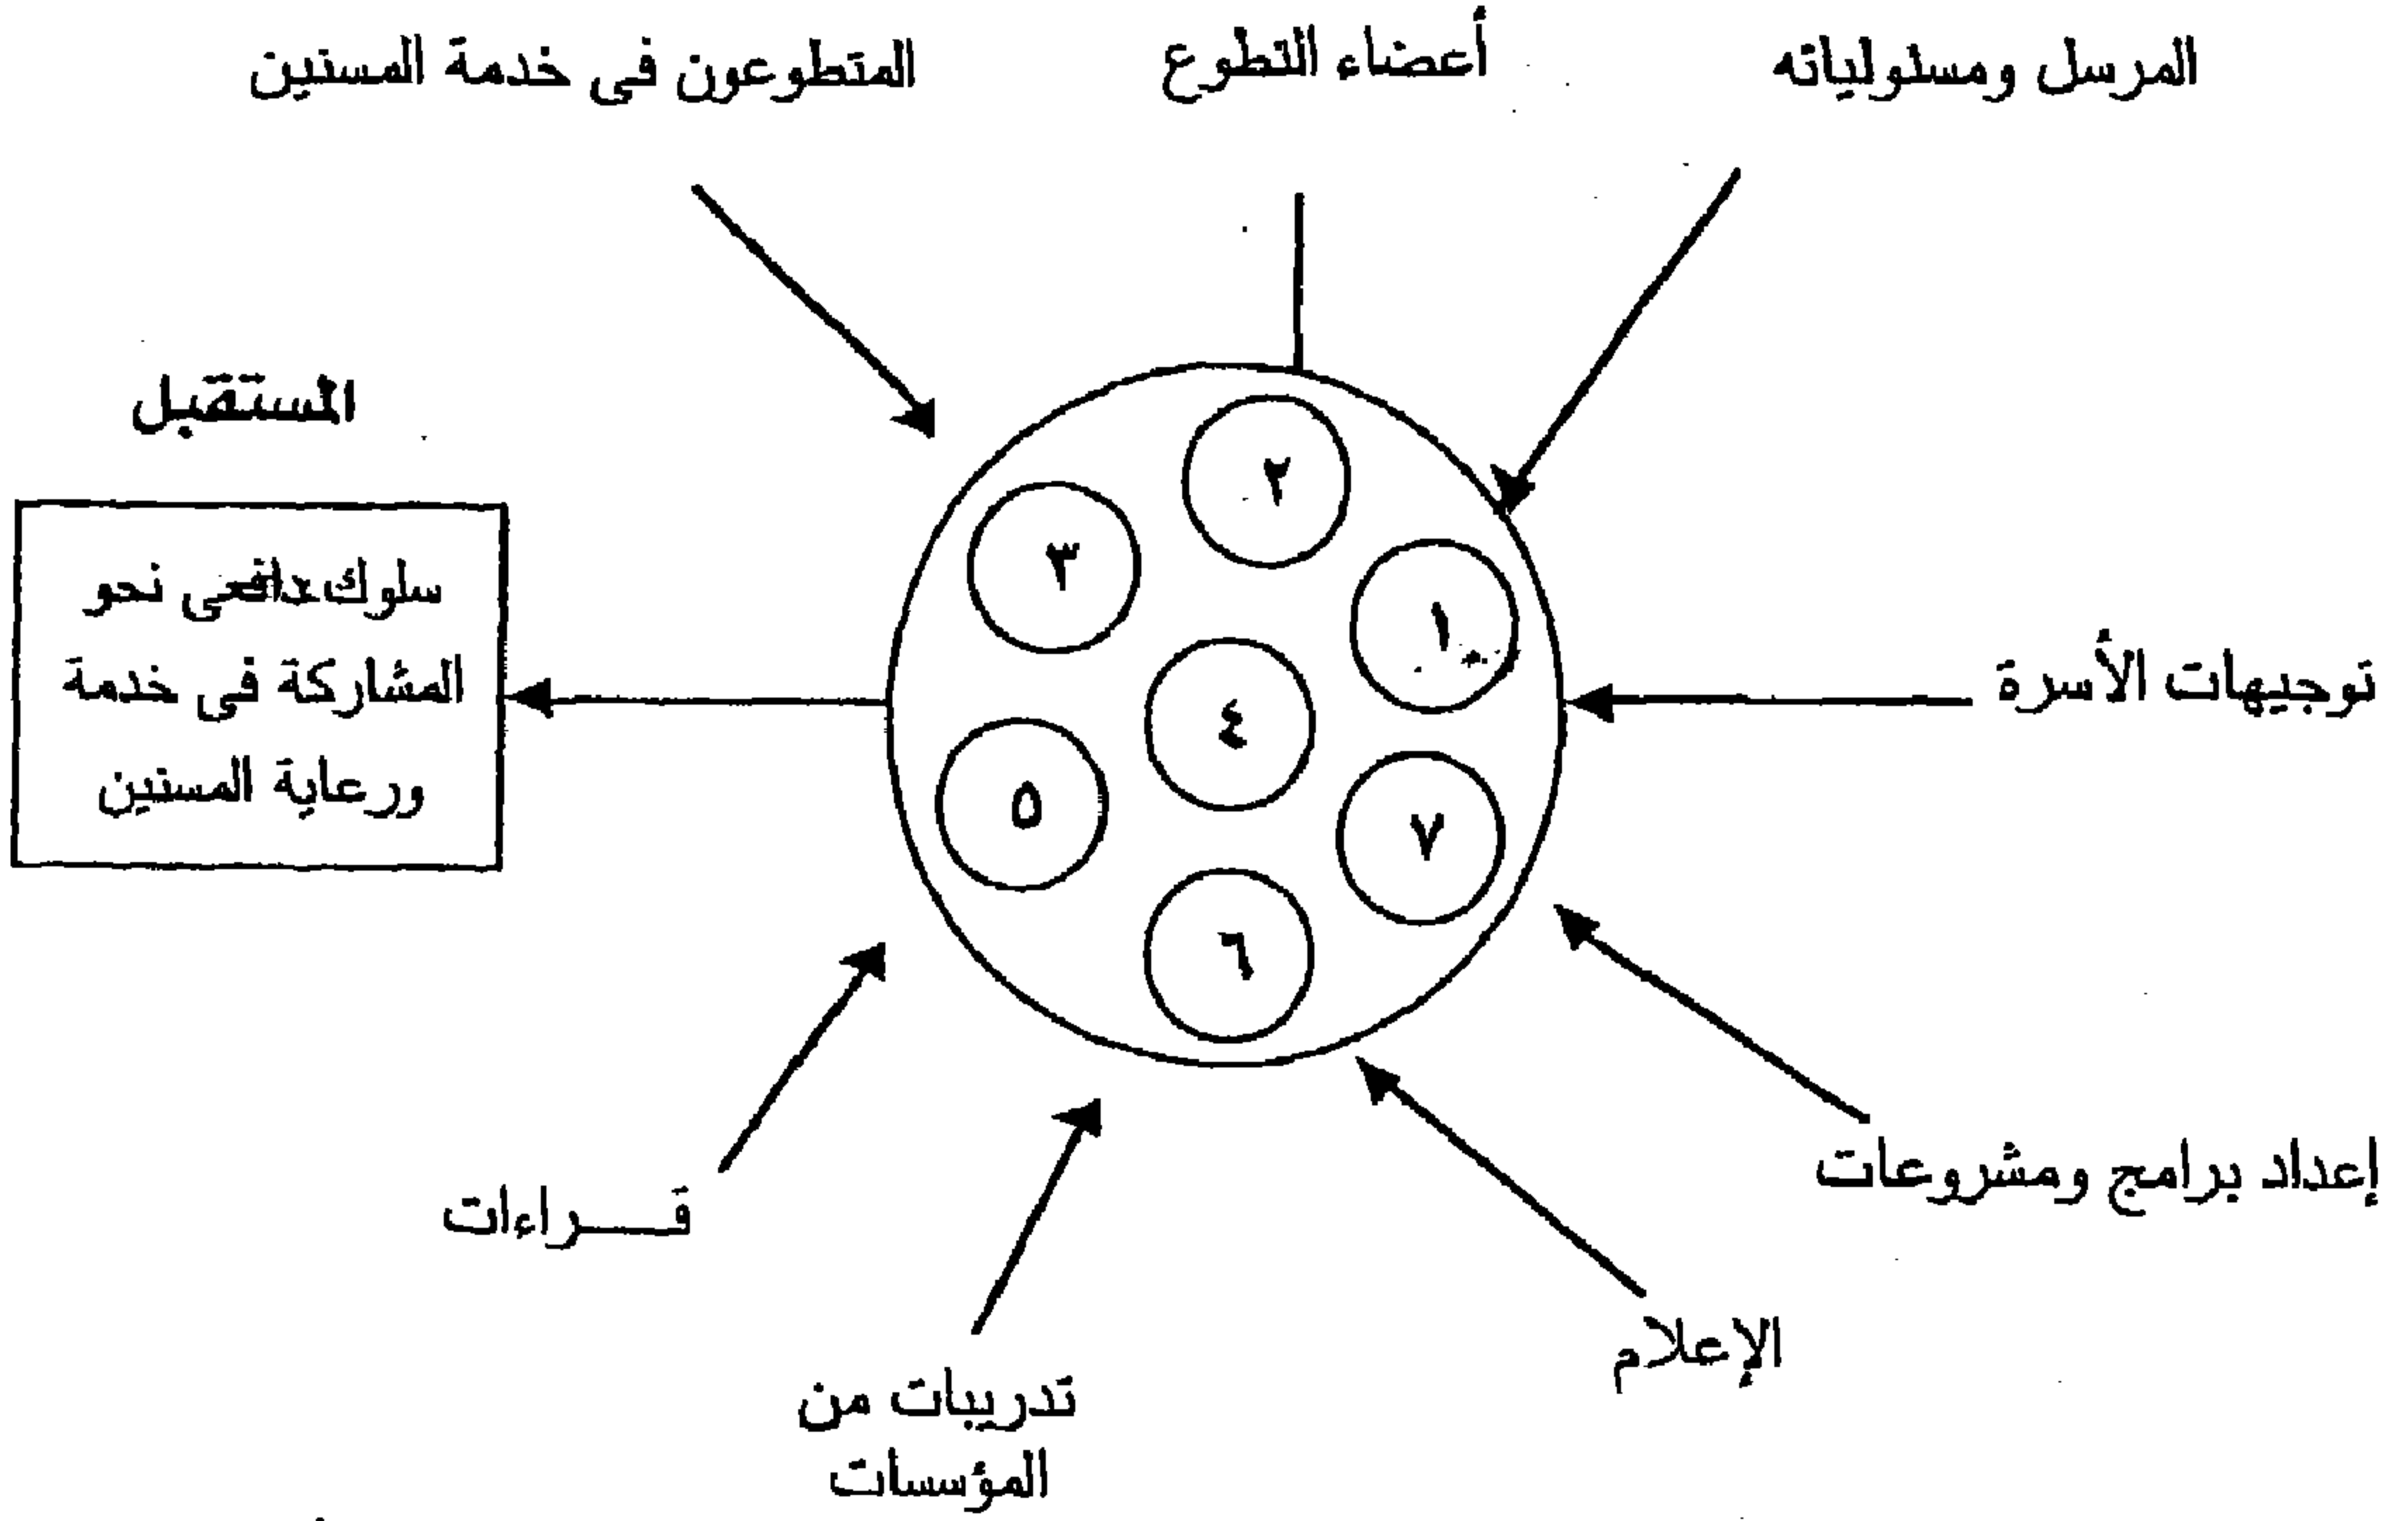 المرسل ومسئولياته
أعضاء التطوع
المتطوعون فى خدمة المسنين
المستقبل
سلوك دافعى نحو
المشاركة فى خدمة
ورعاية المسنين
٢
٣
١
٤
٥
٧
٦
توجيهات الأسرة
إعداد برامج ومشروعات
قـــراءات
الإعلام
تدريبات من
المؤسسات